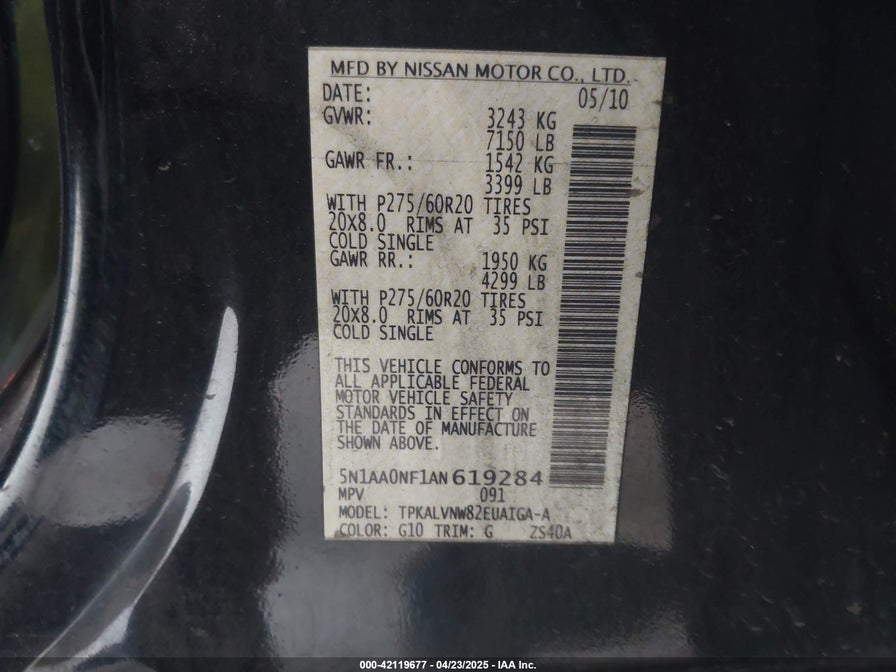 MFD BY NISSAN MOTOR CO., LTD.
DATE: 05/10
GVWR: 3243 KG
7150 LB
GAWR FR.: 1542 KG
3399 LB
WITH P275/60R20 TIRES
20X8.0 RIMS AT 35 PSI
COLD SINGLE
GAWR RR.: 1950 KG
4299 LB
WITH P275/60R20 TIRES
20X8.0 RIMS AT 35 PSI
COLD SINGLE
THIS VEHICLE CONFORMS TO
ALL APPLICABLE FEDERAL
MOTOR VEHICLE SAFETY
STANDARDS IN EFFECT ON
THE DATE OF MANUFACTURE
SHOWN ABOVE.
5N1AA0NF1AN619284
MPV 091
MODEL: TPKALVNW82EUAIGA-A
COLOR: G10 TRIM: G ZS40A
000-42119677 - 04/23/2025 - IAA Inc.